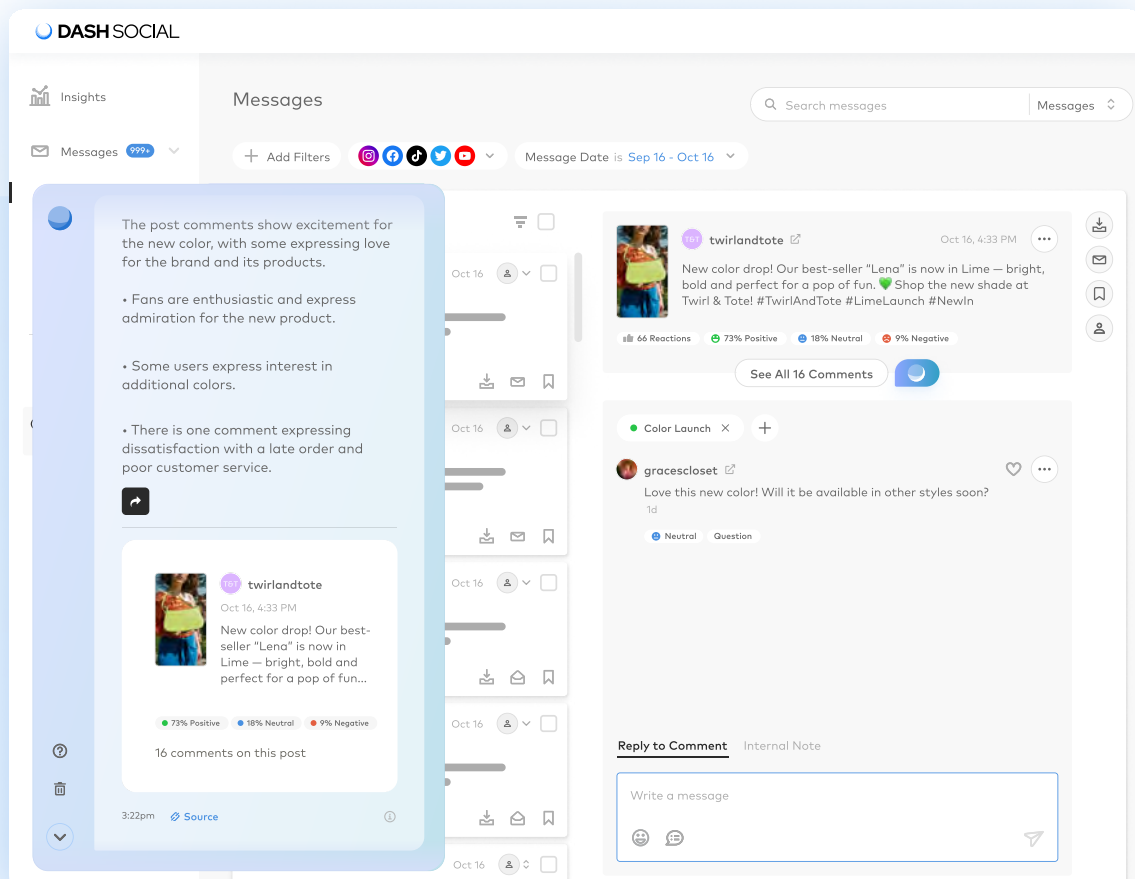 DASH SOCIAL
Insights
Messages 999+
Messages
Search messages
Messages
Add Filters
Message Date is Sep 16 - Oct 16
The post comments show excitement for
the new color, with some expressing love
for the brand and its products.
• Fans are enthusiastic and express
admiration for the new product.
• Some users express interest in
additional colors.
• There is one comment expressing
dissatisfaction with a late order and
poor customer service.
T&T twirlandtote
Oct 16, 4:33 PM
New color drop! Our best-
seller “Lena” is now in
Lime — bright, bold and
perfect for a pop of fun...
73% Positive 18% Neutral 9% Negative
16 comments on this post
3:22pm Source
Oct 16
Oct 16
Oct 16
Oct 16
Oct 16
T&T twirlandtote
Oct 16, 4:33 PM
New color drop! Our best-seller “Lena” is now in Lime — bright,
bold and perfect for a pop of fun. 💚 Shop the new shade at
Twirl & Tote! #TwirlAndTote #LimeLaunch #NewIn
66 Reactions 73% Positive 18% Neutral 9% Negative
See All 16 Comments
Color Launch
gracescloset
Love this new color! Will it be available in other styles soon?
1d
Neutral Question
Reply to Comment Internal Note
Write a message